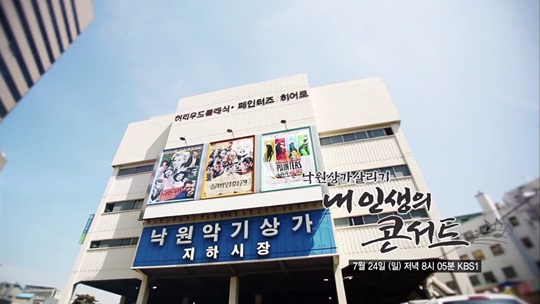 허리우드클래식·페인터즈 히어로
PAINTERS
낙원악기상가
지하시장
낙원상가살리기
내 인생의
콘서트
7월 24일 (일) 저녁 8시 05분 KBS1